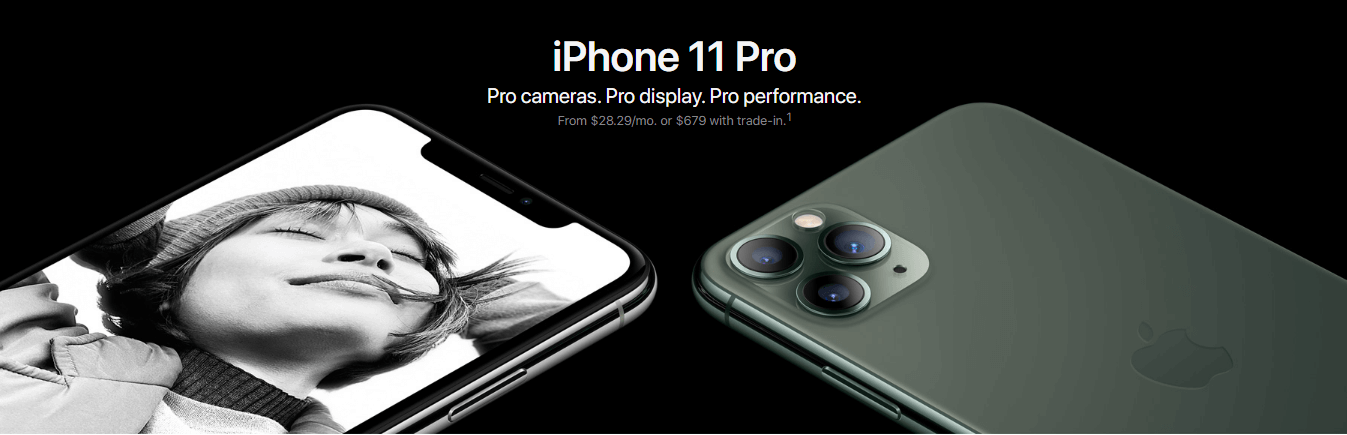 iPhone 11 Pro
Pro cameras. Pro display. Pro performance.
From $28.29/mo. or $679 with trade-in.1